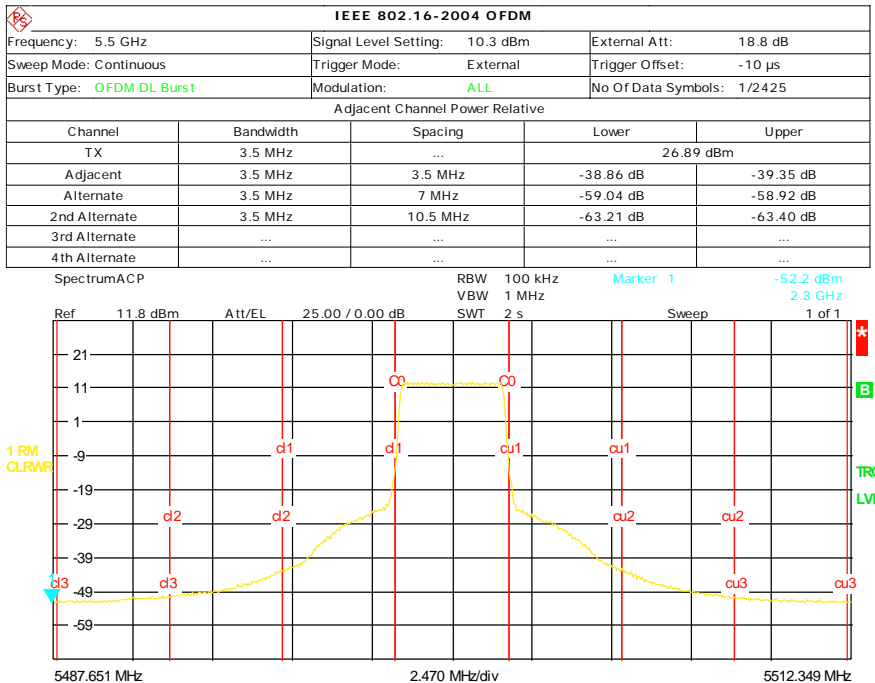 IEEE 802.16-2004 OFDM
Frequency: 5.5 GHz Signal Level Setting: 10.3 dBm External Att: 18.8 dB
Sweep Mode: Continuous Trigger Mode: External Trigger Offset: -10 µs
Burst Type: OFDM DL Burst Modulation: ALL No Of Data Symbols: 1/2425
Adjacent Channel Power Relative
Channel Bandwidth Spacing Lower Upper
TX 3.5 MHz ... 26.89 dBm
Adjacent 3.5 MHz 3.5 MHz -38.86 dB -39.35 dB
Alternate 3.5 MHz 7 MHz -59.04 dB -58.92 dB
2nd Alternate 3.5 MHz 10.5 MHz -63.21 dB -63.40 dB
3rd Alternate ... ... ... ...
4th Alternate ... ... ... ...
SpectrumACP RBW 100 kHz Marker 1 -52.2 dBm
VBW 1 MHz 2.3 GHz
Ref 11.8 dBm Att/EL 25.00 / 0.00 dB SWT 2 s Sweep 1 of 1
*
21
11 C0 C0 B
1
1 RM -9 cl1 cl1 cu1 cu1
CLRWR TRG
-19 LVL
-29 cl2 cl2 cu2 cu2
-39
1 cl3 cl3 cu3 cu3
-49
-59
5487.651 MHz 2.470 MHz/div 5512.349 MHz